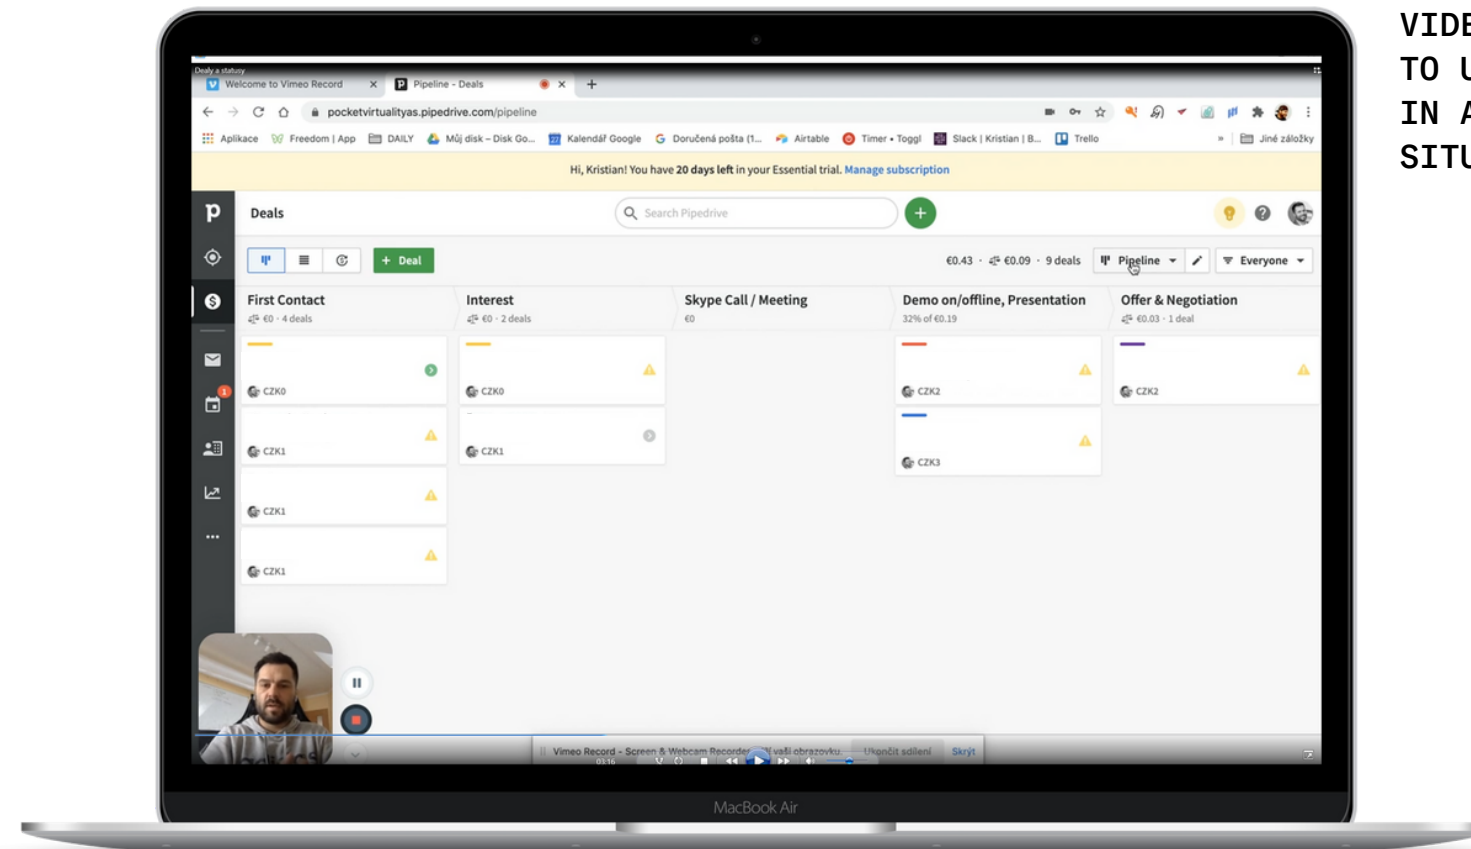 VIDE
TO U
IN A
SITU
Dealy a statusy
Welcome to Vimeo Record
Pipeline - Deals
pocketvirtualityas.pipedrive.com/pipeline
Aplikace Freedom | App DAILY Můj disk – Disk Go... Kalendář Google Doručená pošta (1... Airtable Timer • Toggl Slack | Kristian | B... Trello » Jiné záložky
Hi, Kristian! You have 20 days left in your Essential trial. Manage subscription
Deals
Search Pipedrive
+ Deal
€0.43 · €0.09 · 9 deals
Pipeline
Everyone
First Contact
€0 · 4 deals
Interest
€0 · 2 deals
Skype Call / Meeting
€0
Demo on/offline, Presentation
32% of €0.19
Offer & Negotiation
€0.03 · 1 deal
1
CZK0
CZK1
CZK1
CZK1
CZK0
CZK1
CZK2
CZK3
CZK2
Vimeo Record - Screen & Webcam Recorder vaši obrazovku.
Ukončit sdílení
Skrýt
03:16
MacBook Air